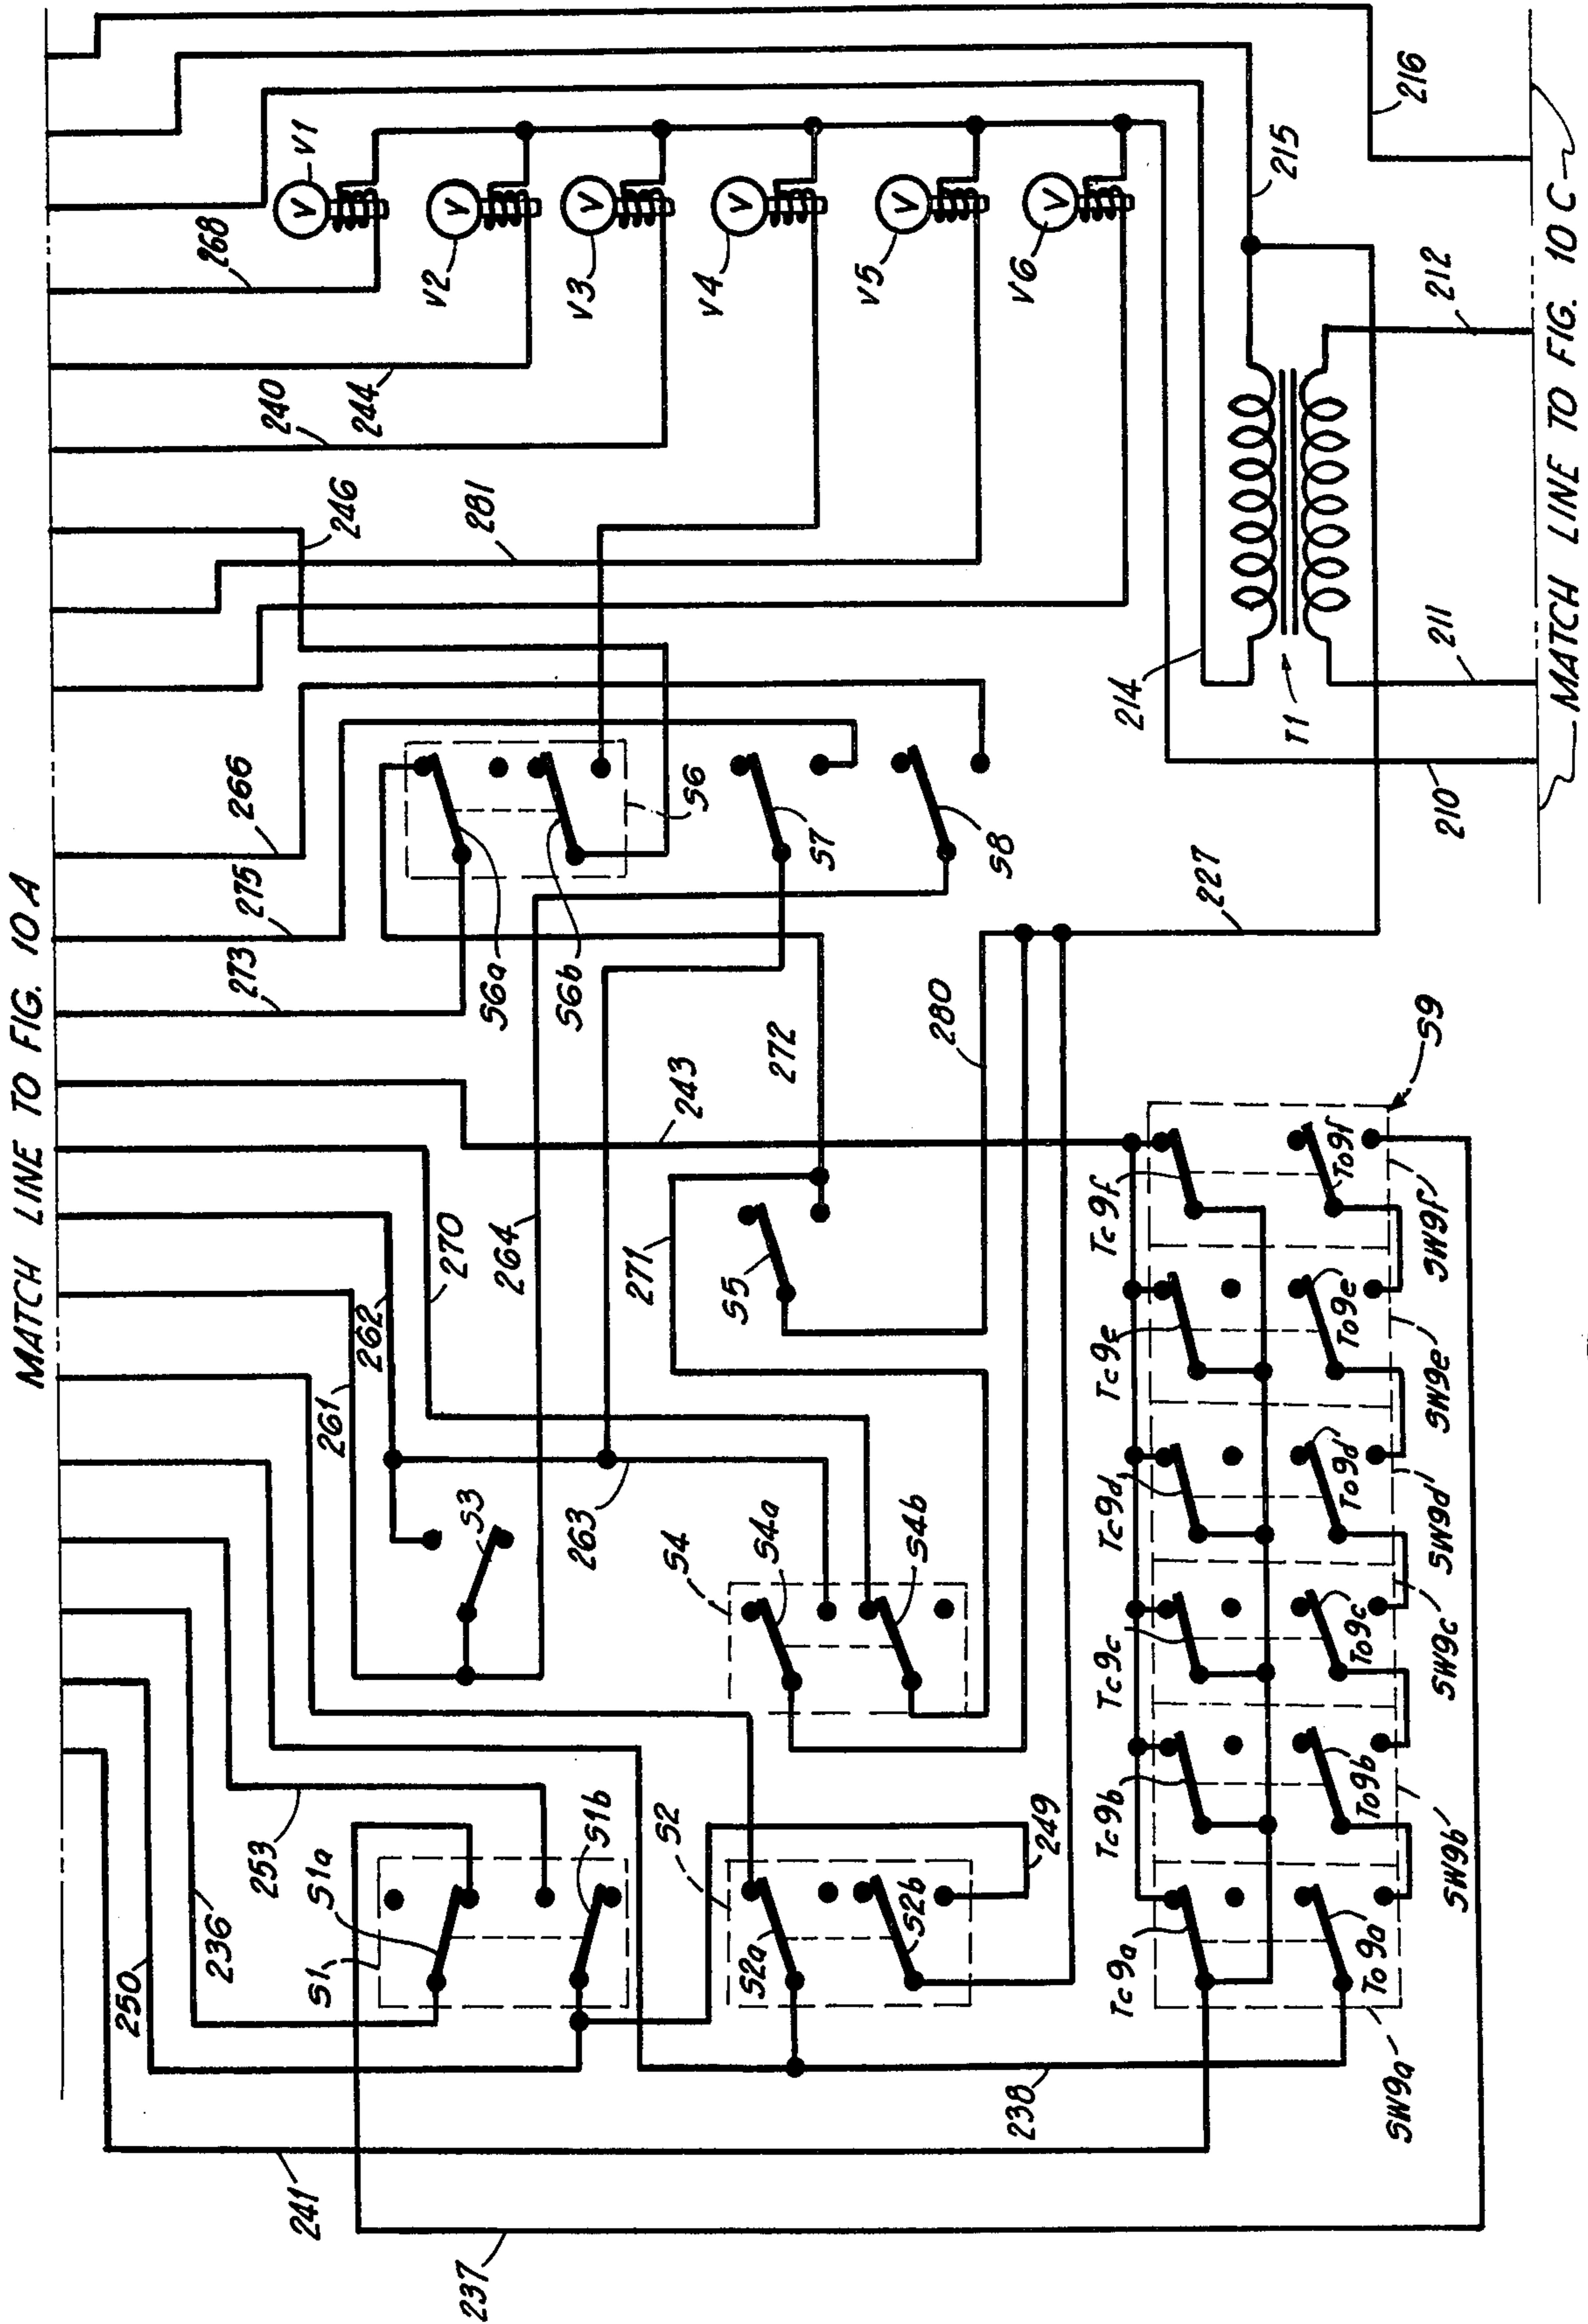 MATCH LINE TO FIG. 10A
241
250
236
253
S1
S1a
S1b
237
261
262
270
S3
273
275
266
246
268
V
V1
244
240
281
V
V2
V
V3
V
V4
V
V5
V
V6
S6
S6a
S6b
264
S7
S8
S2
S2a
S2b
249
238
263
S4
S4a
S4b
271
S5
272
243
280
227
214
T1
215
216
212
211
210
Tc9a
Tc9b
Tc9c
Tc9d
Tc9e
Tc9f
To9a
To9b
To9c
To9d
To9e
To9f
SW9a
SW9b
SW9c
SW9d
SW9e
SW9f
S9
MATCH LINE TO FIG. 10C